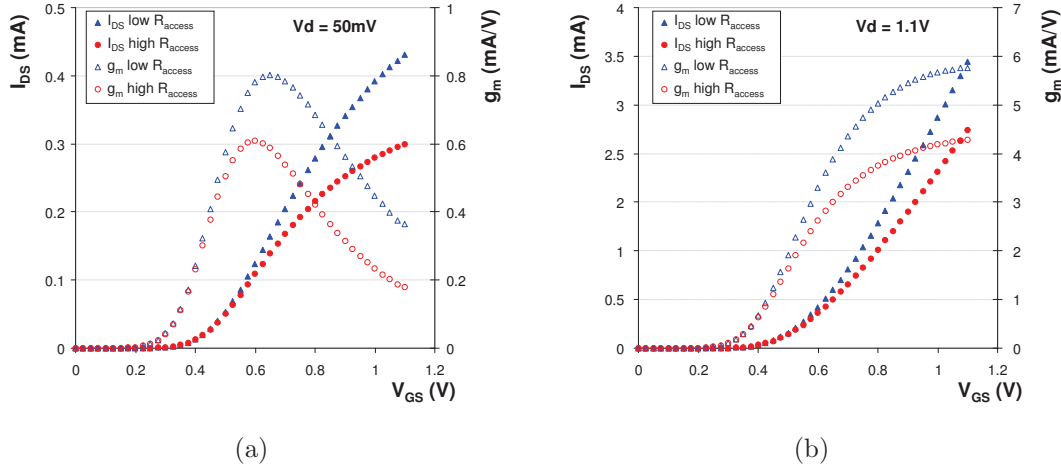 0.5
0.4
0.3
0.2
0.1
0
I_DS (mA)
I_DS low R_access
I_DS high R_access
g_m low R_access
g_m high R_access
Vd = 50mV
1
0.8
0.6
0.4
0.2
0
g_m (mA/V)
0 0.2 0.4 0.6 0.8 1 1.2
V_GS (V)
(a)
4
3.5
3
2.5
2
1
0.5
0
I_DS (mA)
I_DS low R_access
I_DS high R_access
g_m low R_access
g_m high R_access
Vd = 1.1V
7
6
5
4
3
2
1
0
g_m (mA/V)
0 0.2 0.4 0.6 0.8 1 1.2
V_GS (V)
(b)